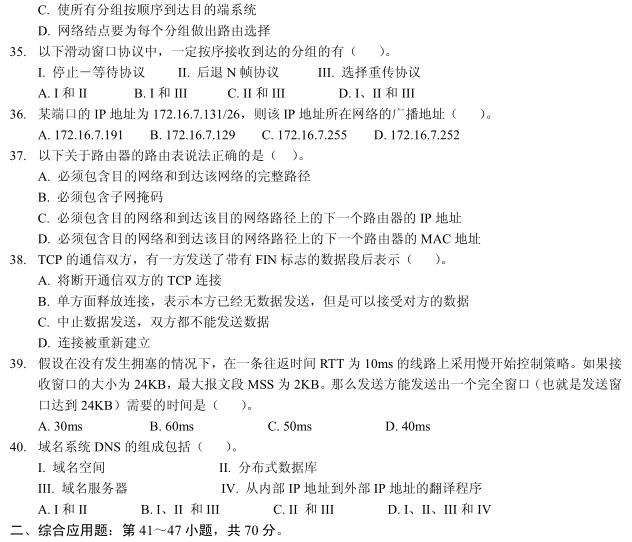 C. 使所有分组按顺序到达目的端系统
D. 网络结点要为每个分组做出路由选择
35. 以下滑动窗口协议中，一定按序接收到达的分组的有（　　）。
I. 停止－等待协议 II. 后退 N 帧协议 III. 选择重传协议
A. I 和 II B. I 和 III C. II 和 III D. I、II 和 III
36. 某端口的 IP 地址为 172.16.7.131/26，则该 IP 地址所在网络的广播地址（　　）。
A. 172.16.7.191 B. 172.16.7.129 C. 172.16.7.255 D. 172.16.7.252
37. 以下关于路由器的路由表说法正确的是（　）。
A. 必须包含目的网络和到达该网络的完整路径
B. 必须包含子网掩码
C. 必须包含目的网络和到达该目的网络路径上的下一个路由器的 IP 地址
D. 必须包含目的网络和到达该目的网络路径上的下一个路由器的 MAC 地址
38. TCP 的通信双方，有一方发送了带有 FIN 标志的数据段后表示（　　）。
A. 将断开通信双方的 TCP 连接
B. 单方面释放连接，表示本方已经无数据发送，但是可以接受对方的数据
C. 中止数据发送，双方都不能发送数据
D. 连接被重新建立
39. 假设在没有发生拥塞的情况下，在一条往返时间 RTT 为 10ms 的线路上采用慢开始控制策略。如果接
收窗口的大小为 24KB，最大报文段 MSS 为 2KB。那么发送方能发送出一个完全窗口（也就是发送窗
口达到 24KB）需要的时间是（　　）。
A. 30ms B. 60ms C. 50ms D. 40ms
40. 域名系统 DNS 的组成包括（　　）。
I. 域名空间 II. 分布式数据库
III. 域名服务器 IV. 从内部 IP 地址到外部 IP 地址的翻译程序
A. I 和 II B. I、II 和 III C. II 和 III D. I、II、III 和 IV
二、综合应用题：第 41～47 小题，共 70 分。